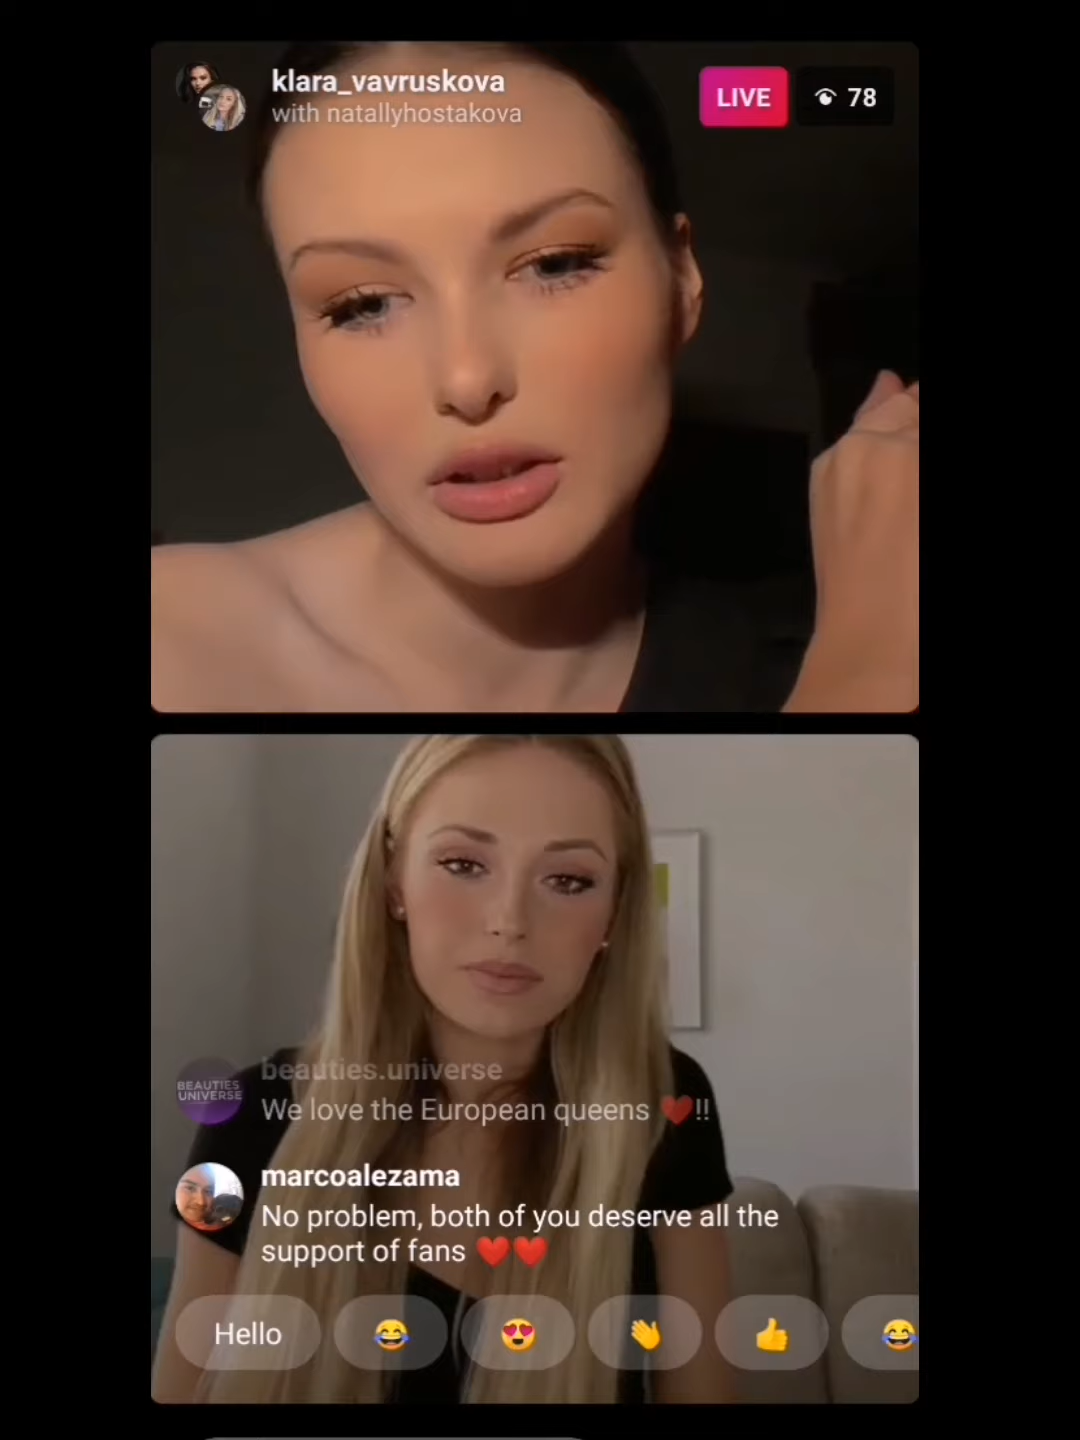 klara_vavruskova
with natallyhostakova
LIVE
78
beauties.universe
BEAUTIES
UNIVERSE
We love the European queens ❤️!!
marcoalezama
No problem, both of you deserve all the
support of fans ❤️❤️
Hello 😂 😍 👋 👍 😂